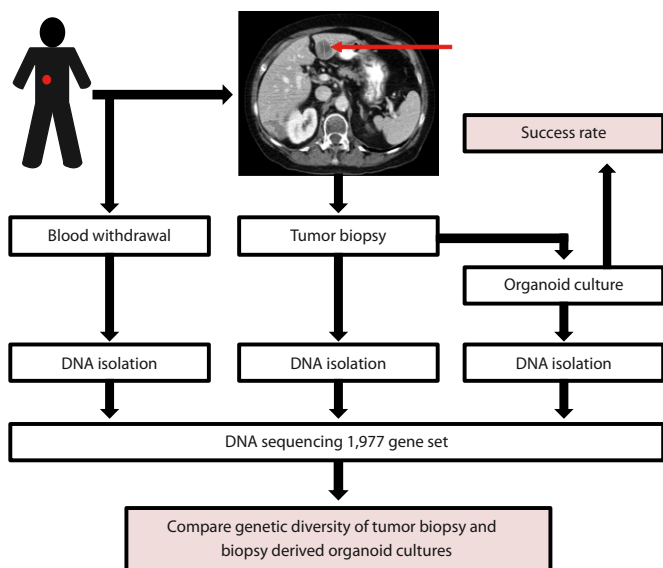 Success rate
Blood withdrawal
Tumor biopsy
Organoid culture
DNA isolation
DNA isolation
DNA isolation
DNA sequencing 1,977 gene set
Compare genetic diversity of tumor biopsy and
biopsy derived organoid cultures